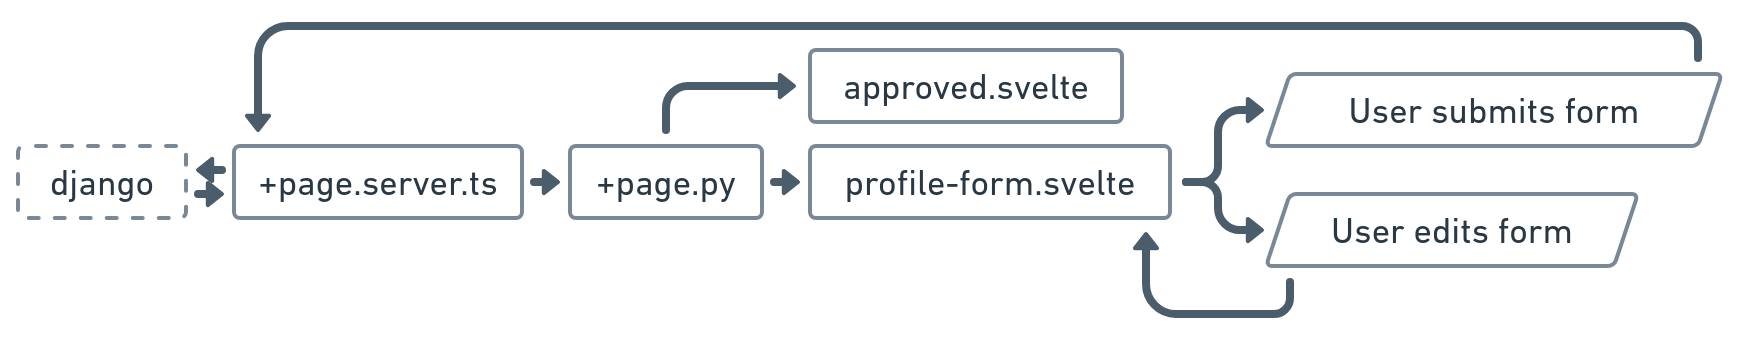 approved.svelte
User submits form
django
+page.server.ts
+page.py
profile-form.svelte
User edits form